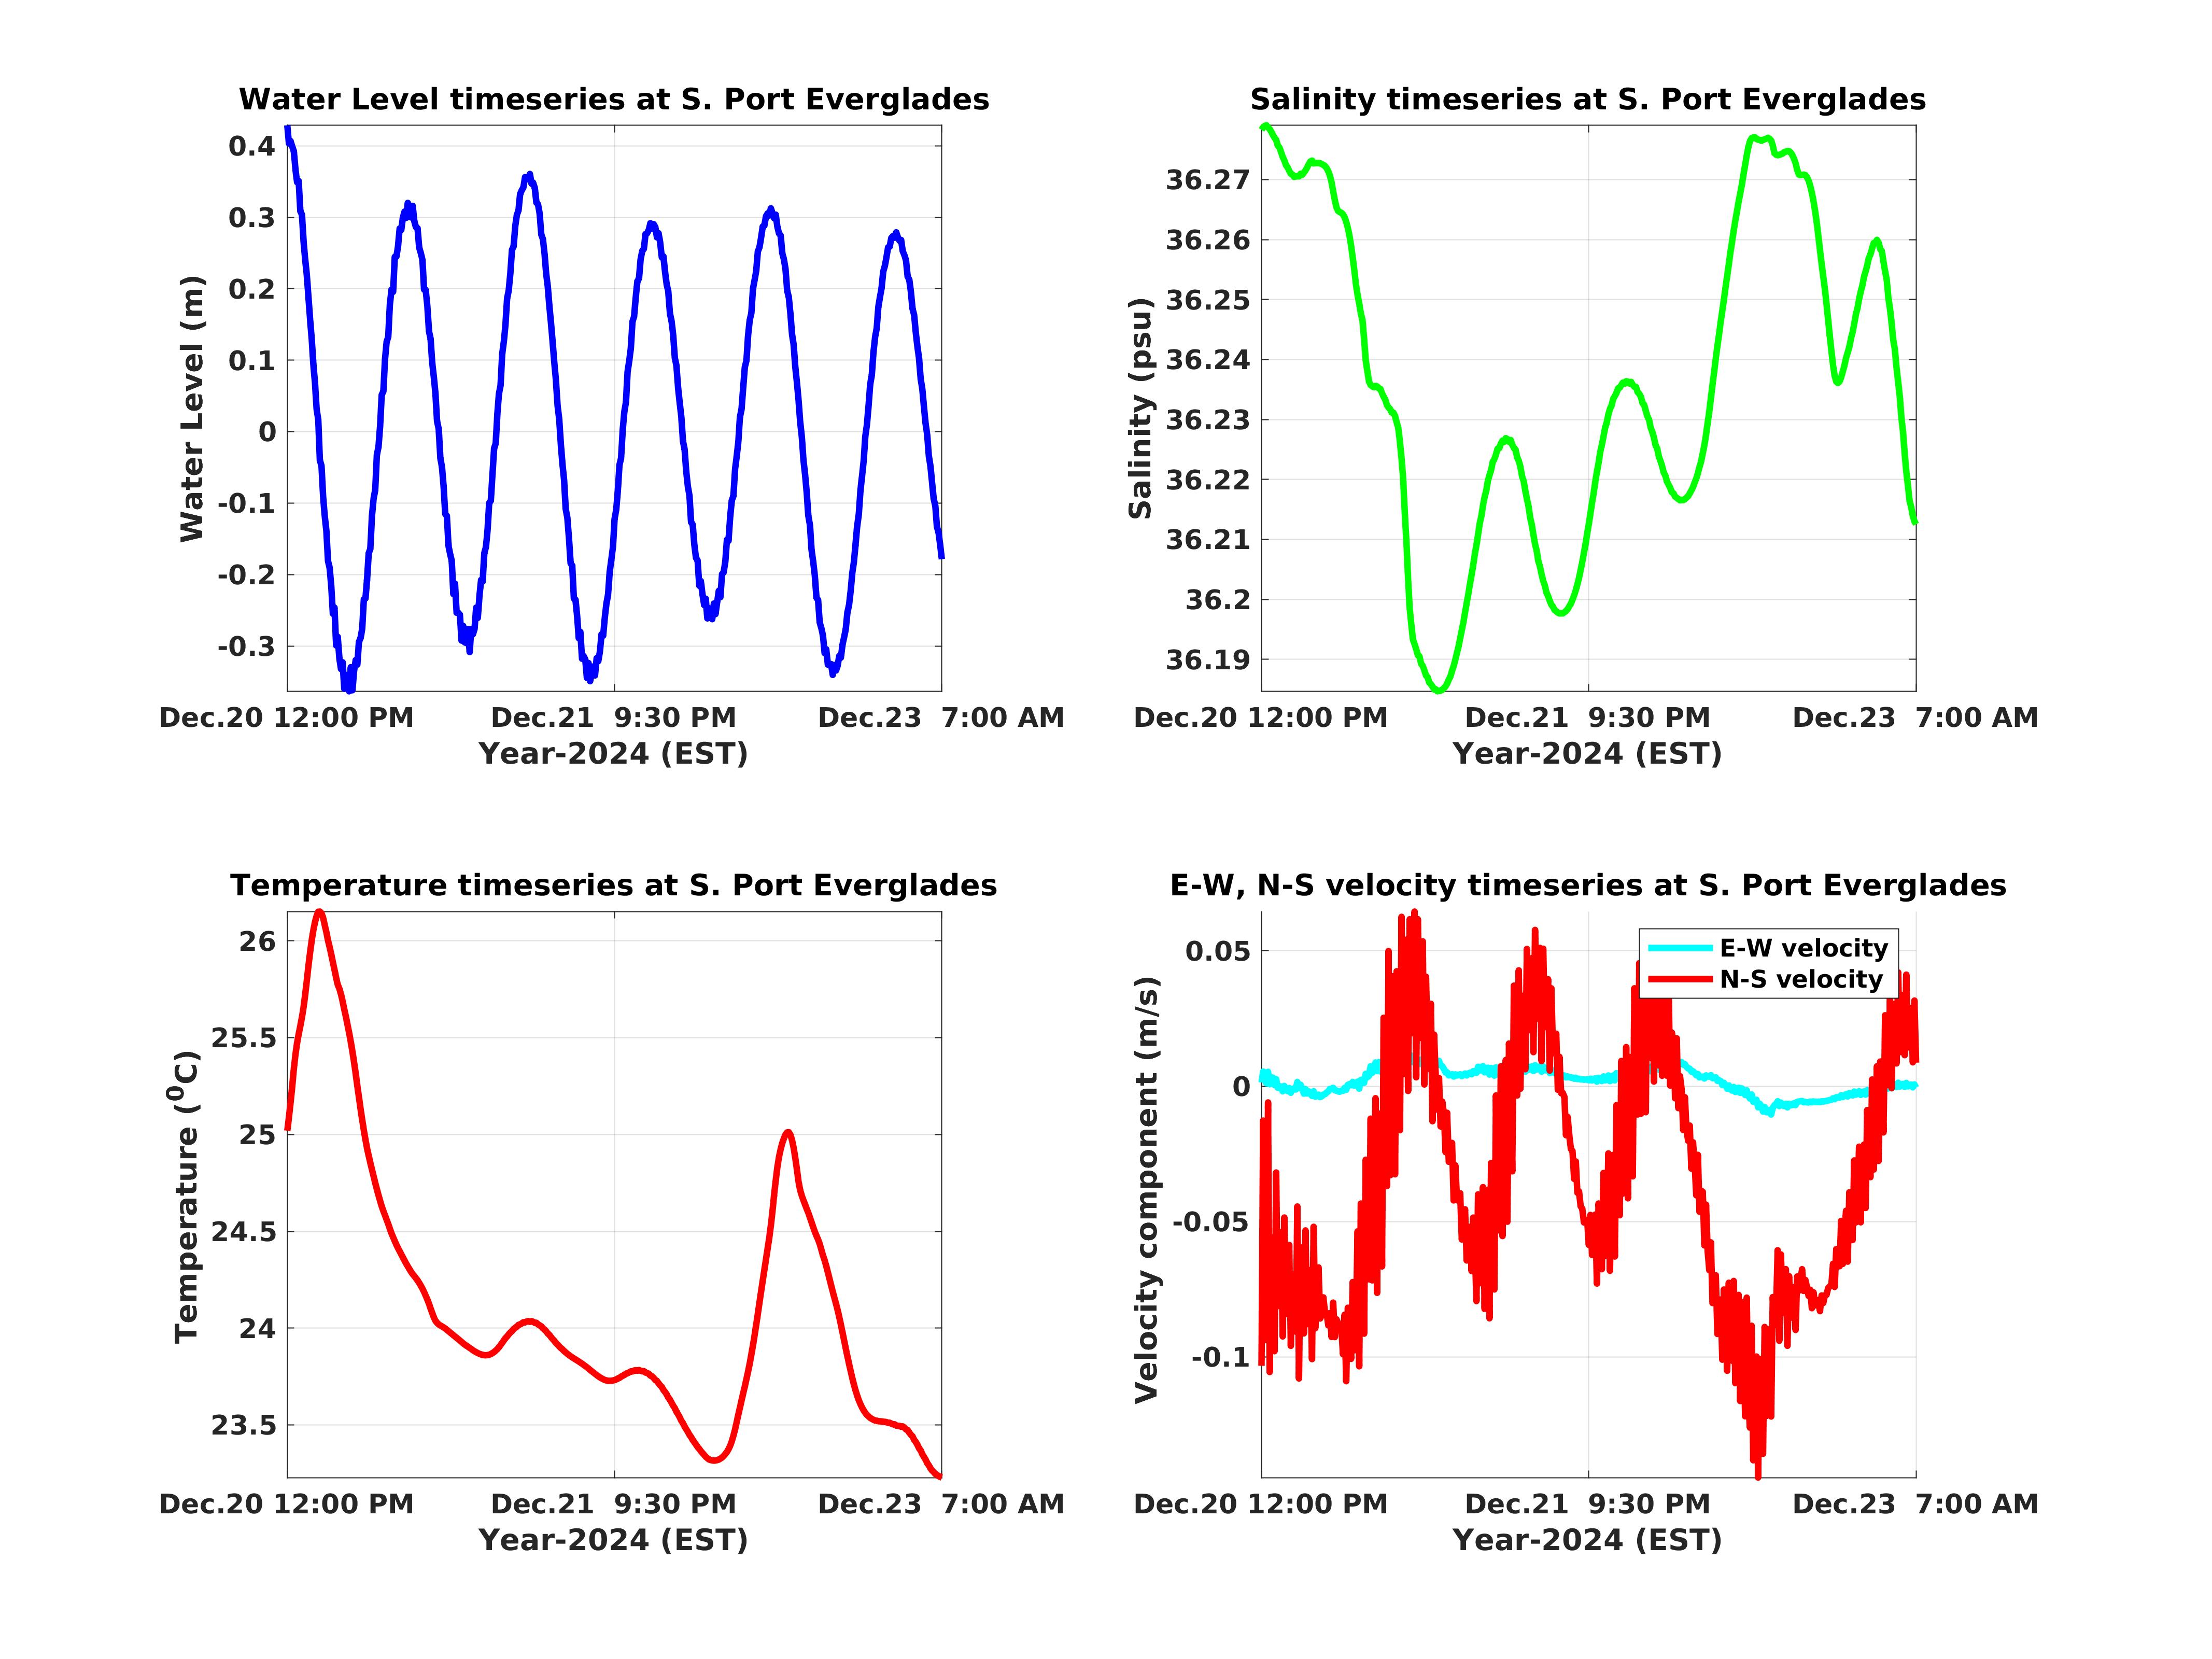 Water Level timeseries at S. Port Everglades
Water Level (m)
0.4
0.3
0.2
0.1
0
-0.1
-0.2
-0.3
Dec.20 12:00 PM
Dec.21  9:30 PM
Dec.23  7:00 AM
Year-2024 (EST)
Salinity timeseries at S. Port Everglades
Salinity (psu)
36.27
36.26
36.25
36.24
36.23
36.22
36.21
36.2
36.19
Dec.20 12:00 PM
Dec.21  9:30 PM
Dec.23  7:00 AM
Year-2024 (EST)
Temperature timeseries at S. Port Everglades
Temperature (⁰C)
26
25.5
25
24.5
24
23.5
Dec.20 12:00 PM
Dec.21  9:30 PM
Dec.23  7:00 AM
Year-2024 (EST)
E-W, N-S velocity timeseries at S. Port Everglades
Velocity component (m/s)
0.05
0
-0.05
-0.1
E-W velocity
N-S velocity
Dec.20 12:00 PM
Dec.21  9:30 PM
Dec.23  7:00 AM
Year-2024 (EST)